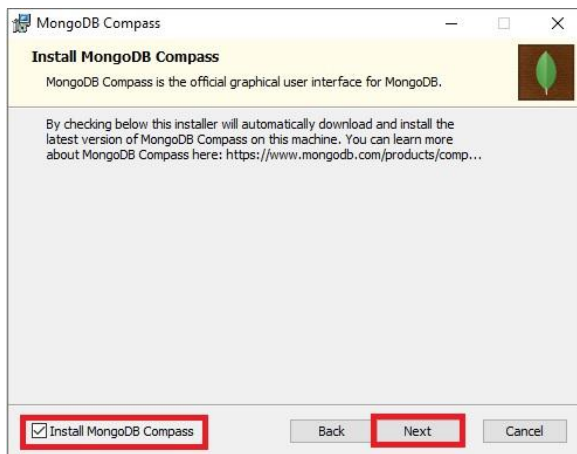 MongoDB Compass
Install MongoDB Compass
MongoDB Compass is the official graphical user interface for MongoDB.
By checking below this installer will automatically download and install the
latest version of MongoDB Compass on this machine. You can learn more
about MongoDB Compass here: https://www.mongodb.com/products/comp...
Install MongoDB Compass Back Next Cancel